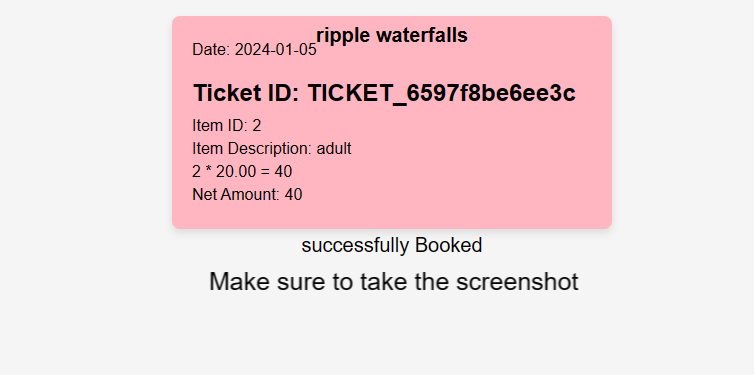 ripple waterfalls
Date: 2024-01-05
Ticket ID: TICKET_6597f8be6ee3c
Item ID: 2
Item Description: adult
2 * 20.00 = 40
Net Amount: 40
successfully Booked
Make sure to take the screenshot